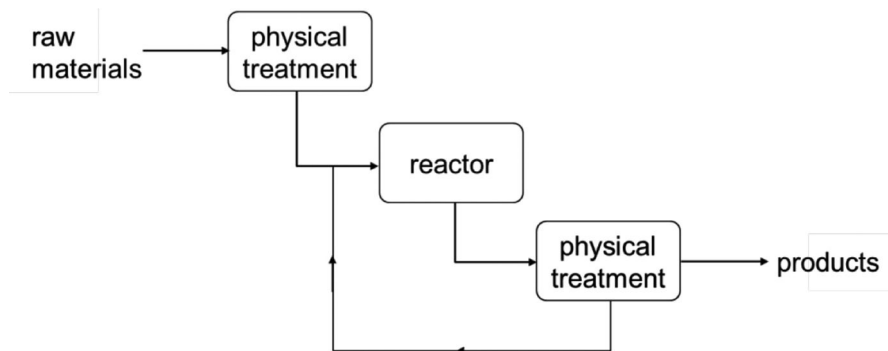 raw
materials
physical
treatment
reactor
physical
treatment
products